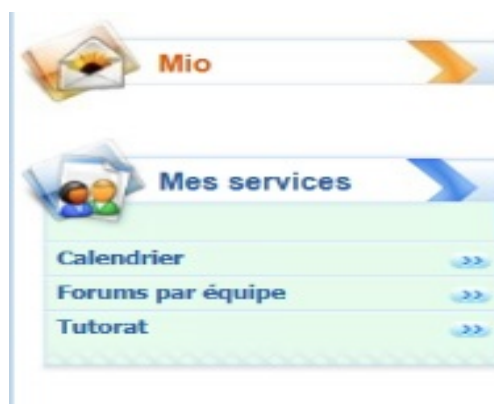 Mio
Mes services
Calendrier
Forums par équipe
Tutorat